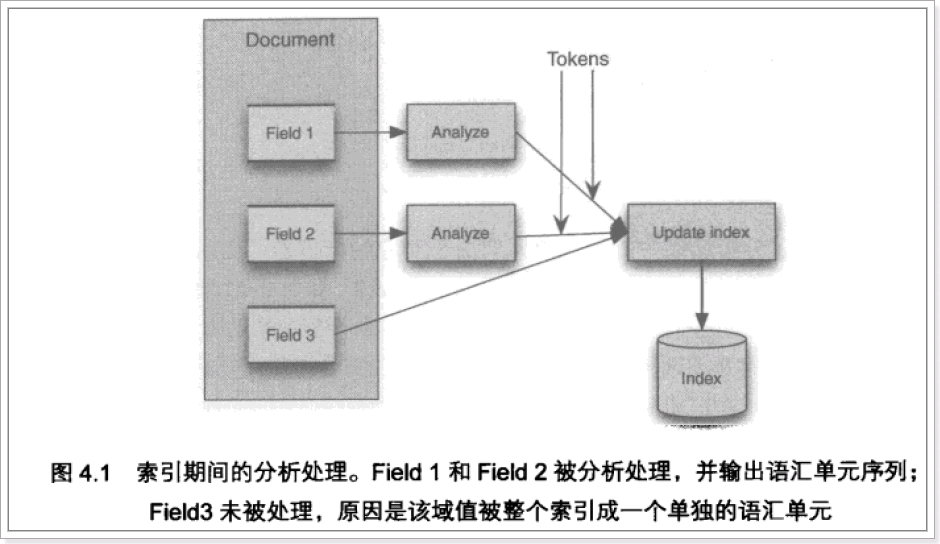 Document
Tokens
Field 1
Analyze
Field 2
Analyze
Update index
Field 3
Index
图 4.1 索引期间的分析处理。Field 1 和 Field 2 被分析处理，并输出语汇单元序列；
Field3 未被处理，原因是该域值被整个索引成一个单独的语汇单元